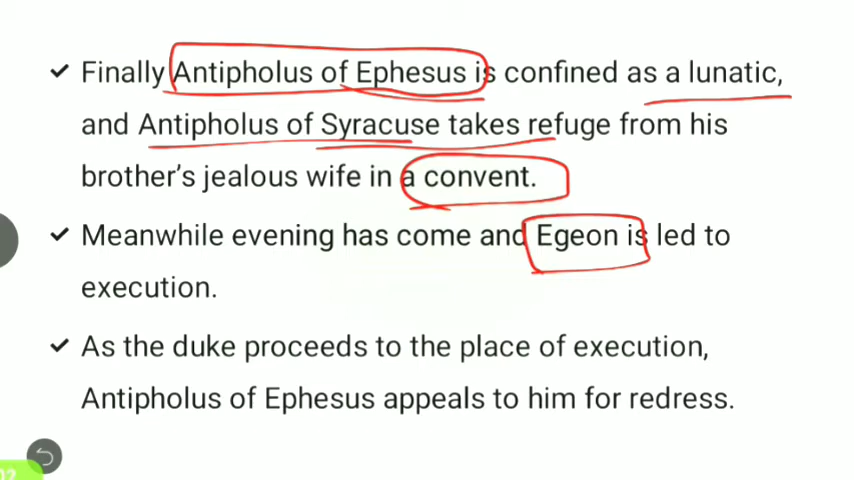 ✓ Finally Antipholus of Ephesus is confined as a lunatic,
and Antipholus of Syracuse takes refuge from his
brother's jealous wife in a convent.
✓ Meanwhile evening has come and Egeon is led to
execution.
✓ As the duke proceeds to the place of execution,
Antipholus of Ephesus appeals to him for redress.
02